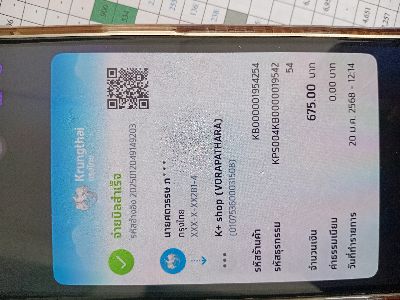 Krungthai
กรุงไทย
จ่ายบิลสำเร็จ
รหัสอ้างอิง 2025012049149203
นายศตวรรษ ภ***
กรุงไทย
XXX-X-XX281-4
K+ shop (VORAPATHARA)
(010753600031508)
รหัสร้านค้า KB000001954254
รหัสธุรกรรม KPS004KB0000019542
54
จำนวนเงิน 675.00 บาท
ค่าธรรมเนียม 0.00 บาท
วันที่ทำรายการ 20 ม.ค. 2568 - 12:14